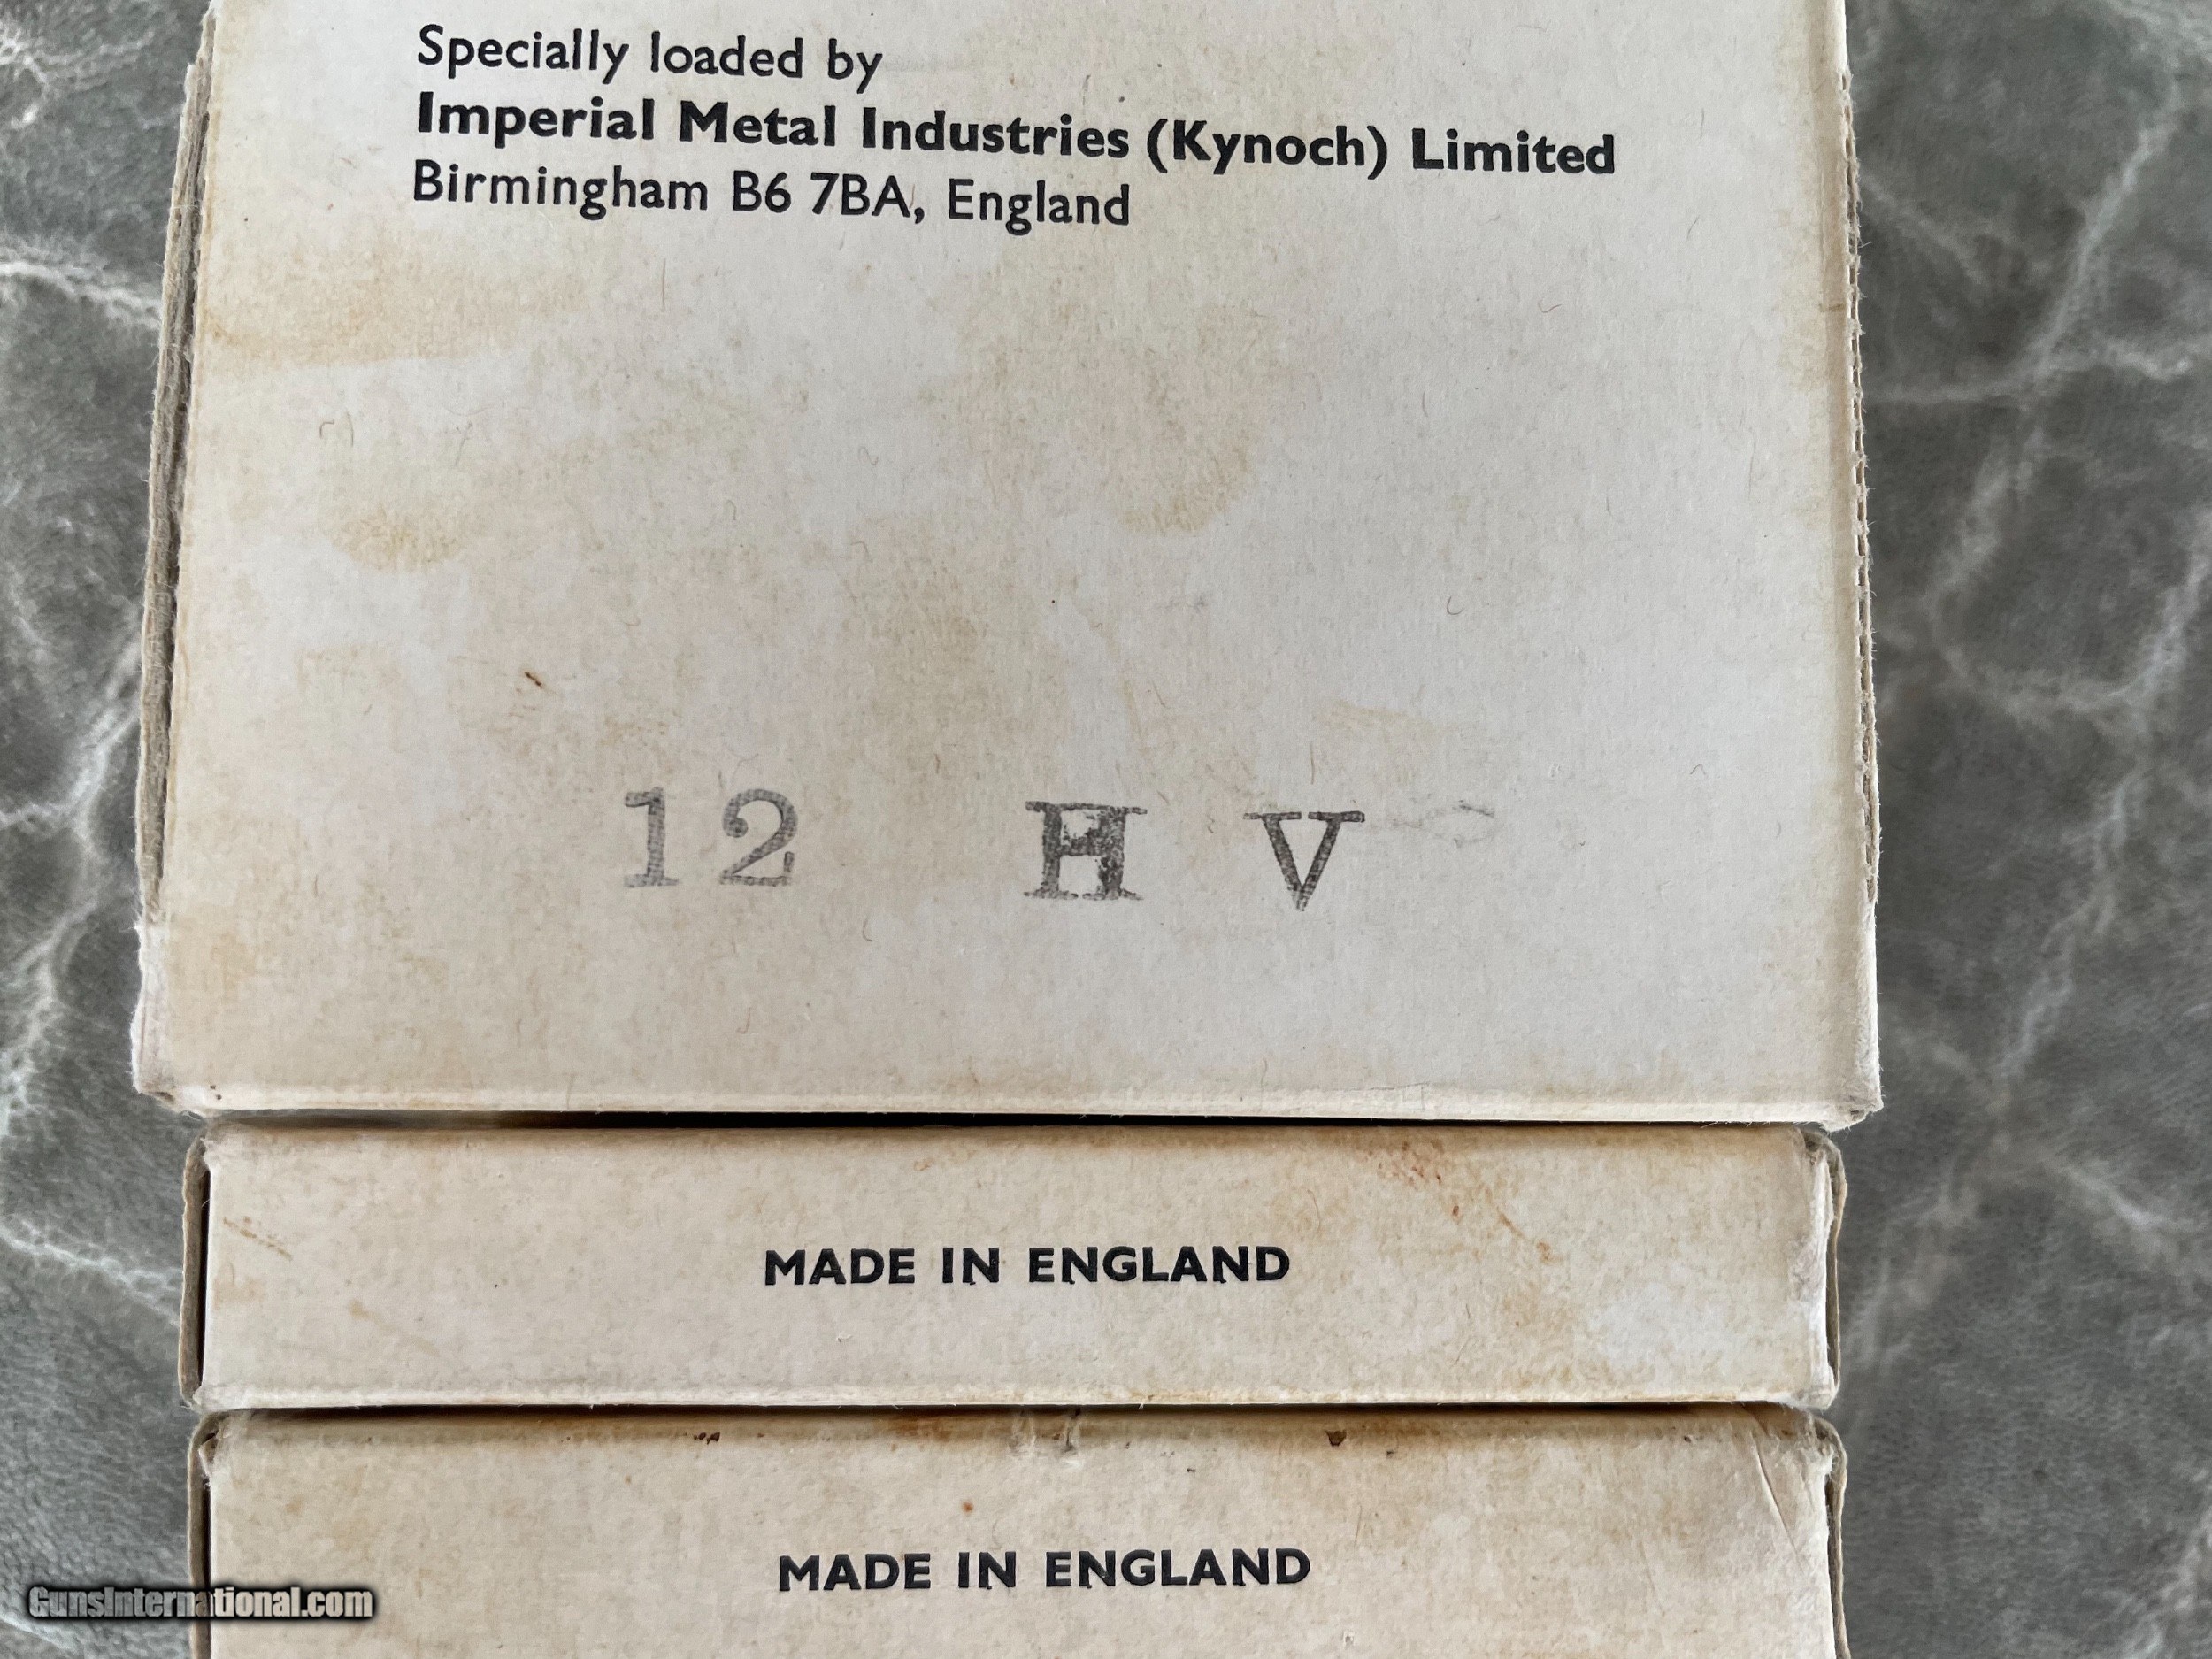 Specially loaded by
Imperial Metal Industries (Kynoch) Limited
Birmingham B6 7BA, England
12 H V
MADE IN ENGLAND
MADE IN ENGLAND
GunsInternational.com